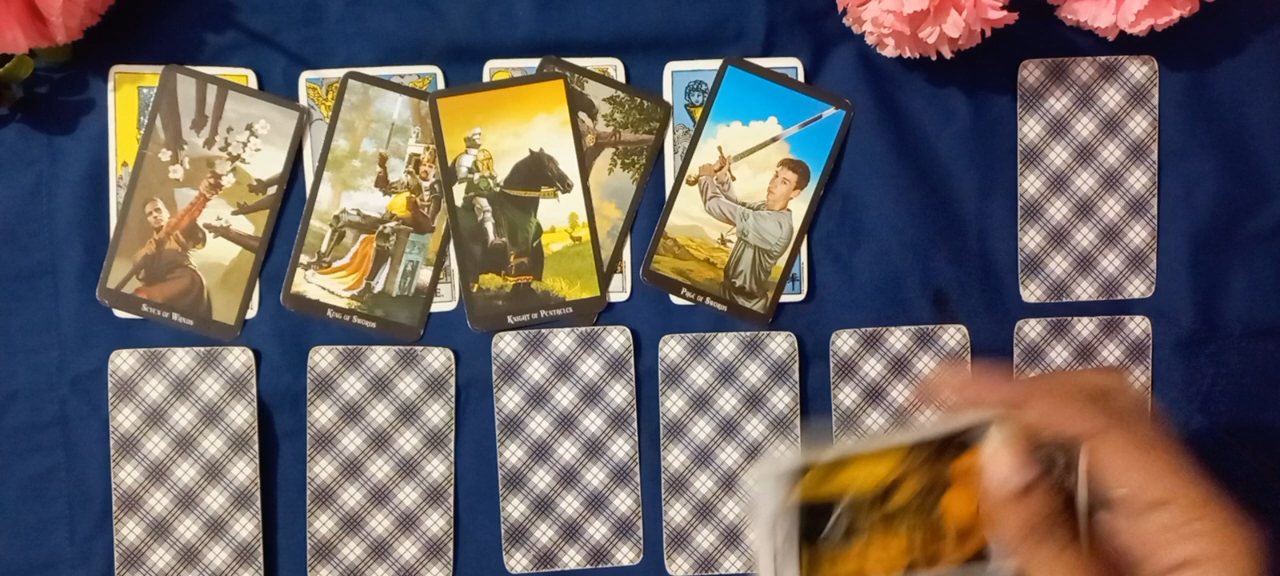 Seven of Wands
King of Swords
Knight of Pentacles
Page of Swords